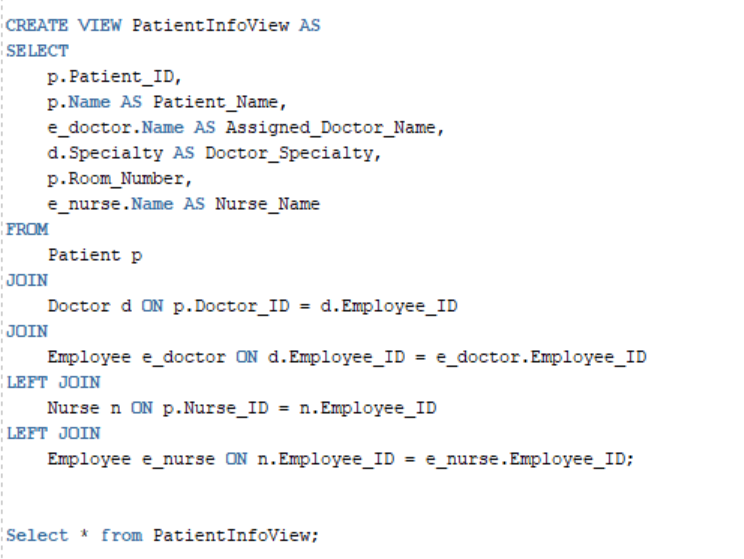 CREATE VIEW PatientInfoView AS
SELECT
    p.Patient_ID,
    p.Name AS Patient_Name,
    e_doctor.Name AS Assigned_Doctor_Name,
    d.Specialty AS Doctor_Specialty,
    p.Room_Number,
    e_nurse.Name AS Nurse_Name
FROM
    Patient p
JOIN
    Doctor d ON p.Doctor_ID = d.Employee_ID
JOIN
    Employee e_doctor ON d.Employee_ID = e_doctor.Employee_ID
LEFT JOIN
    Nurse n ON p.Nurse_ID = n.Employee_ID
LEFT JOIN
    Employee e_nurse ON n.Employee_ID = e_nurse.Employee_ID;
Select * from PatientInfoView;